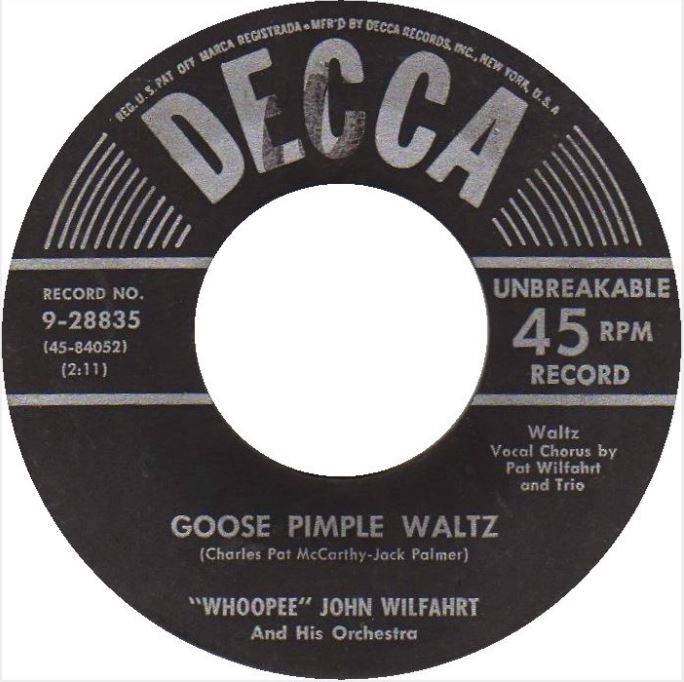 REG. U.S. PAT OFF MARCA REGISTRADA • MFR'D BY DECCA RECORDS, INC., NEW YORK, U.S.A
DECCA
RECORD NO.
9-28835
(45-84052)
(2:11)
UNBREAKABLE
45 RPM
RECORD
Waltz
Vocal Chorus by
Pat Wilfahrt
and Trio
GOOSE PIMPLE WALTZ
(Charles Pat McCarthy-Jack Palmer)
"WHOOPEE" JOHN WILFAHRT
And His Orchestra